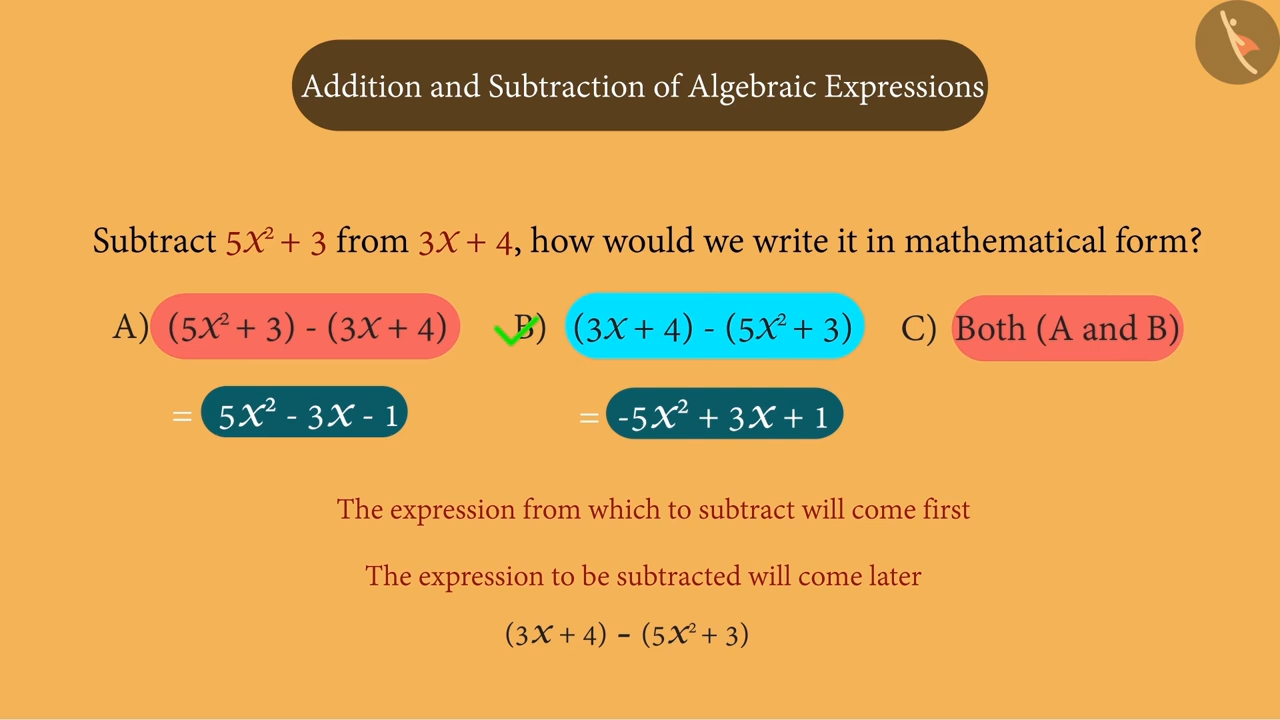 Addition and Subtraction of Algebraic Expressions
Subtract 5x² + 3 from 3x + 4, how would we write it in mathematical form?
A) (5x² + 3) - (3x + 4) B) (3x + 4) - (5x² + 3) C) Both (A and B)
= 5x² - 3x - 1 = -5x² + 3x + 1
The expression from which to subtract will come first
The expression to be subtracted will come later
(3x + 4) - (5x² + 3)